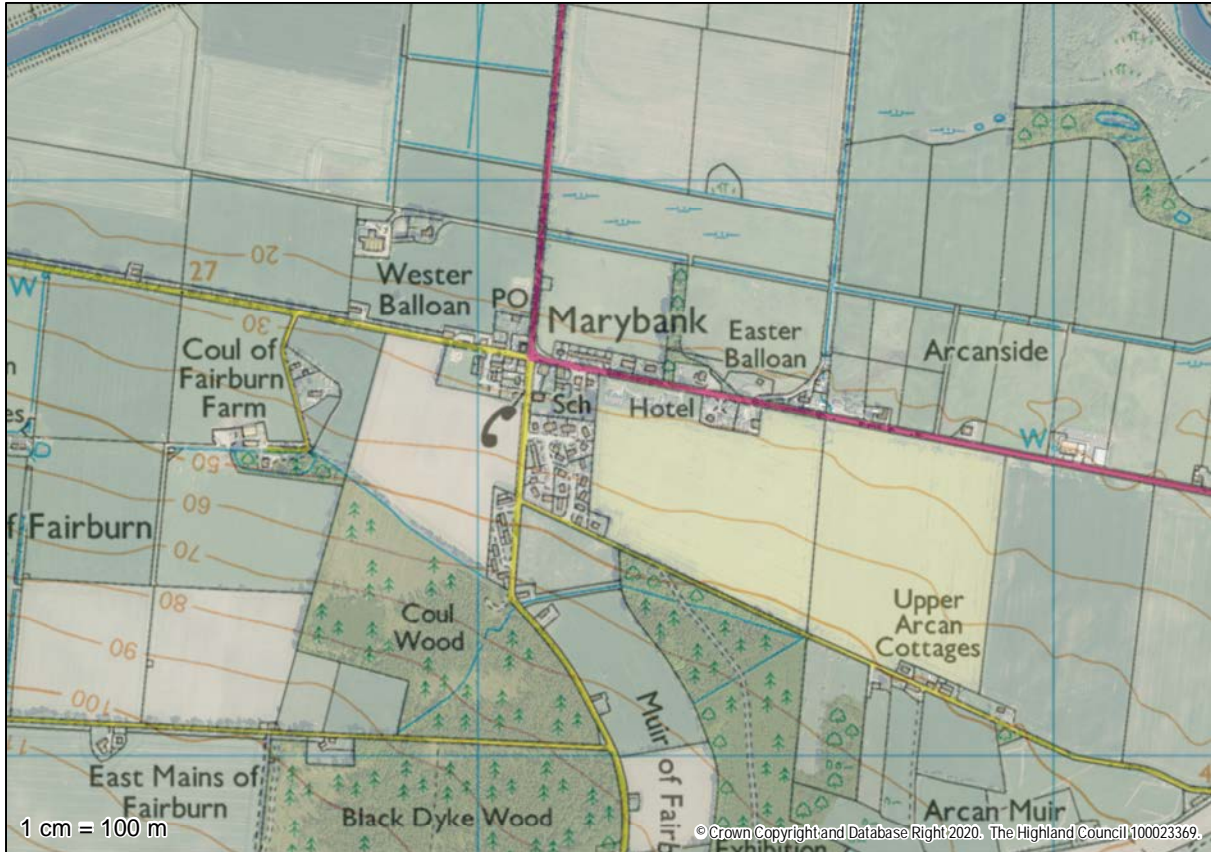 20
27
W
Wester
Balloan
PO
Marybank
30
Easter
Balloan
Coul of
Fairburn
Farm
Arcanside
Sch
Hotel
W
50
60
f Fairburn
70
80
Coul
Wood
Upper
Arcan
Cottages
90
100
Muir of Fairb
East Mains of
Fairburn
Black Dyke Wood
Arcan Muir
1 cm = 100 m
© Crown Copyright and Database Right 2020. The Highland Council 100023369.
Exhibition